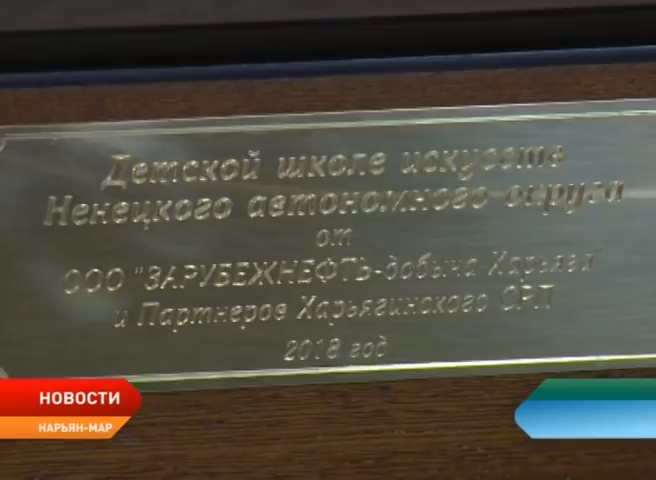 Детской школе искусств
Ненецкого автономного округа
от
ООО "ЗАРУБЕЖНЕФТЬ-добыча Харьяга"
и Партнеров Харьягинского СРП
2018 год
НОВОСТИ
НАРЬЯН-МАР